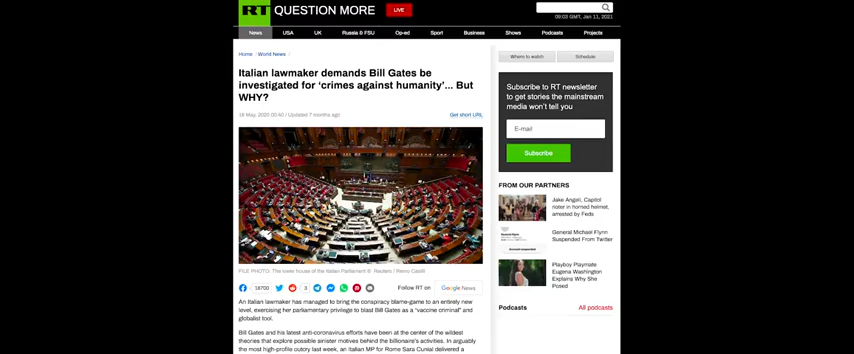 RT QUESTION MORE
LIVE
09:03 GMT, Jan 11, 2021
News USA UK Russia & FSU Op-ed Sport Business Shows Podcasts Projects
Home / World News /
Italian lawmaker demands Bill Gates be
investigated for ‘crimes against humanity’... But
WHY?
16 May, 2020 00:40 / Updated 7 months ago
Get short URL
FILE PHOTO: The lower house of the Italian Parliament © Reuters / Remo Casilli
18700
3
Follow RT on Google News
An Italian lawmaker has managed to bring the conspiracy blame-game to an entirely new
level, exercising her parliamentary privilege to blast Bill Gates as a “vaccine criminal” and
globalist tool.
Bill Gates and his latest anti-coronavirus efforts have been at the center of the wildest
theories that explore possible sinister motives behind the billionaire's activities. In arguably
the most high-profile outcry last week, an Italian MP for Rome Sara Cunial delivered a
Where to watch
Schedule
Subscribe to RT newsletter
to get stories the mainstream
media won't tell you
E-mail
Subscribe
FROM OUR PARTNERS
Jake Angeli, Capitol
rioter in horned helmet,
arrested by Feds
General Michael Flynn
Suspended From Twitter
Playboy Playmate
Eugena Washington
Explains Why She
Posed
Podcasts
All podcasts